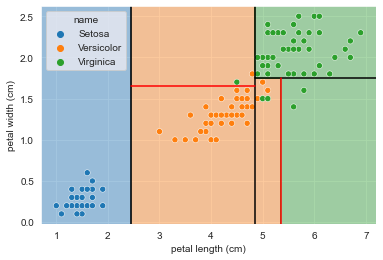 2.5
2.0
1.5
1.0
0.5
0.0
petal width (cm)
name
Setosa
Versicolor
Virginica
1 2 3 4 5 6 7
petal length (cm)